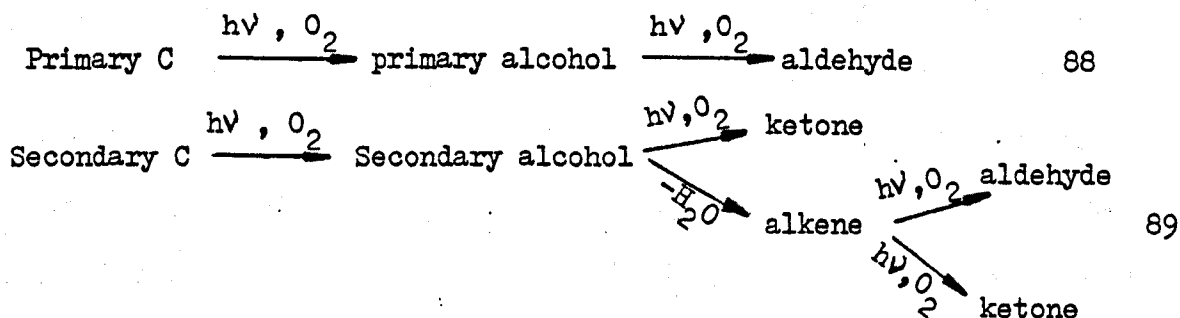 hν , O2 hν ,O2
Primary C primary alcohol aldehyde 88
hν , O2 hν,O2 ketone
Secondary C Secondary alcohol
-H2O hν,O2 aldehyde
alkene 89
hν,O2
ketone